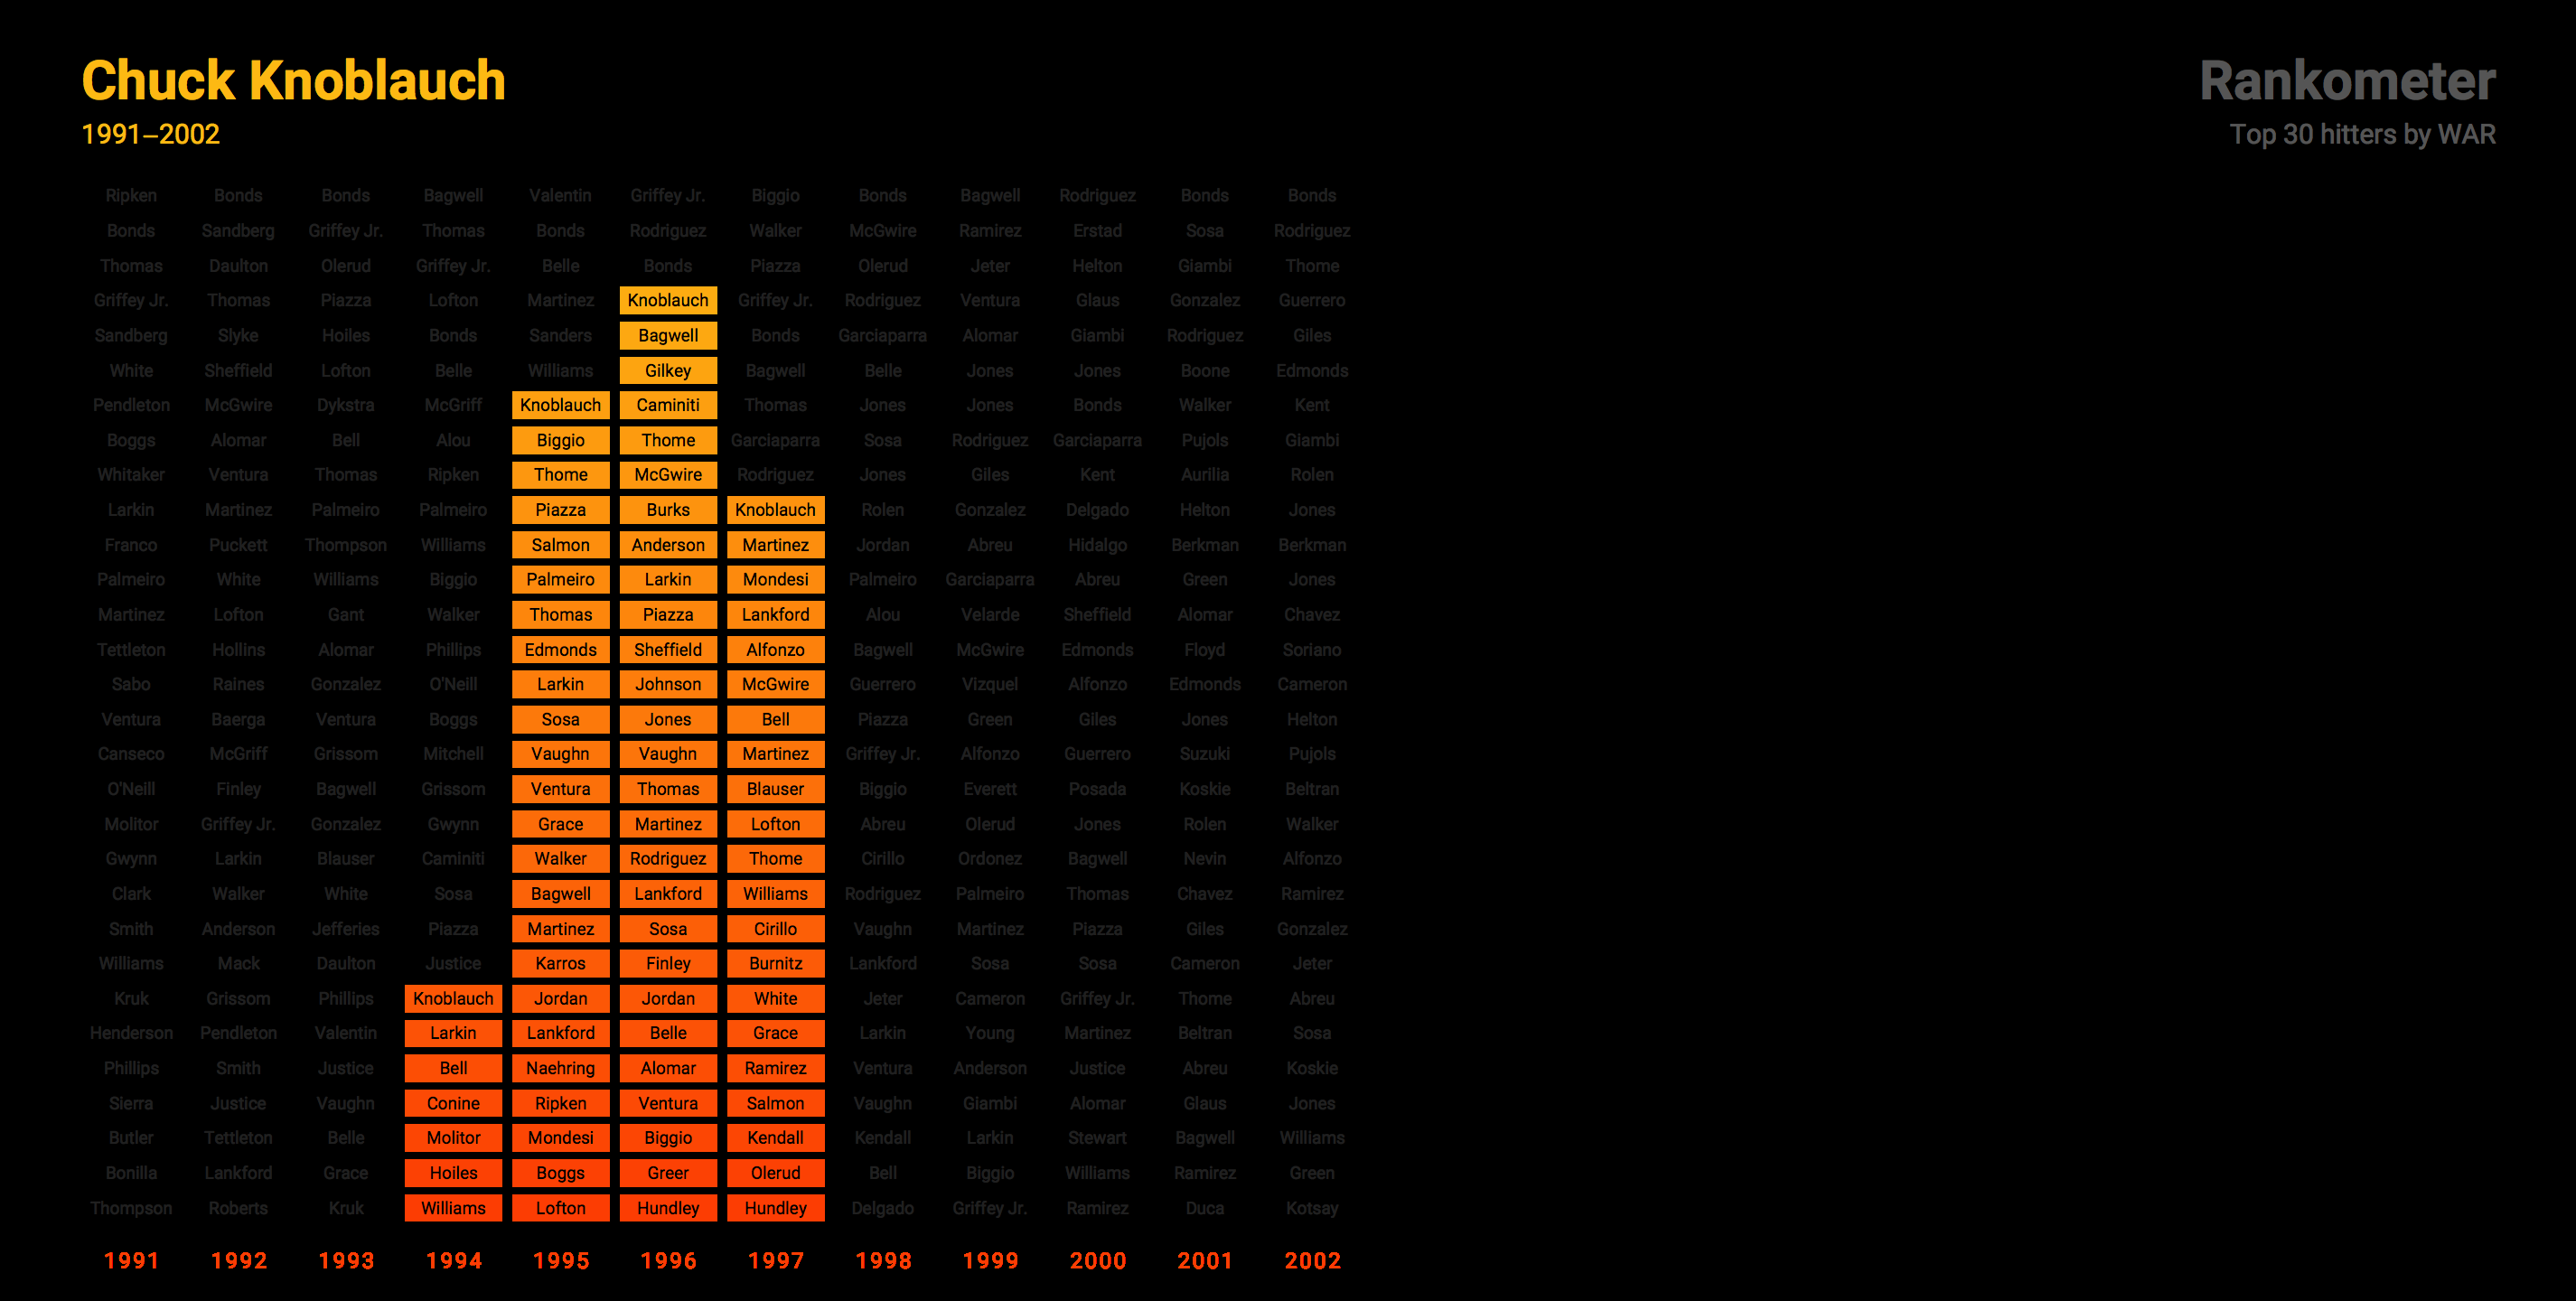 Chuck Knoblauch
1991–2002
Rankometer
Top 30 hitters by WAR
Ripken Bonds Bonds Bagwell Valentin Griffey Jr. Biggio Bonds Bagwell Rodriguez Bonds Bonds
Bonds Sandberg Griffey Jr. Thomas Bonds Rodriguez Walker McGwire Ramirez Erstad Sosa Rodriguez
Thomas Daulton Olerud Griffey Jr. Belle Bonds Piazza Olerud Jeter Helton Giambi Thome
Griffey Jr. Thomas Piazza Lofton Martinez Knoblauch Griffey Jr. Rodriguez Ventura Glaus Gonzalez Guerrero
Sandberg Slyke Hoiles Bonds Sanders Bagwell Bonds Garciaparra Alomar Giambi Rodriguez Giles
White Sheffield Lofton Belle Williams Gilkey Bagwell Belle Jones Jones Boone Edmonds
Pendleton McGwire Dykstra McGriff Knoblauch Caminiti Thomas Jones Jones Bonds Walker Kent
Boggs Alomar Bell Alou Biggio Thome Garciaparra Sosa Rodriguez Garciaparra Pujols Giambi
Whitaker Ventura Thomas Ripken Thome McGwire Rodriguez Jones Giles Kent Aurilia Rolen
Larkin Martinez Palmeiro Palmeiro Piazza Burks Knoblauch Rolen Gonzalez Delgado Helton Jones
Franco Puckett Thompson Williams Salmon Anderson Martinez Jordan Abreu Hidalgo Berkman Berkman
Palmeiro White Williams Biggio Palmeiro Larkin Mondesi Palmeiro Garciaparra Abreu Green Jones
Martinez Lofton Gant Walker Thomas Piazza Lankford Alou Velarde Sheffield Alomar Chavez
Tettleton Hollins Alomar Phillips Edmonds Sheffield Alfonzo Bagwell McGwire Edmonds Floyd Soriano
Sabo Raines Gonzalez O'Neill Larkin Johnson McGwire Guerrero Vizquel Alfonzo Edmonds Cameron
Ventura Baerga Ventura Boggs Sosa Jones Bell Piazza Green Giles Jones Helton
Canseco McGriff Grissom Mitchell Vaughn Vaughn Martinez Griffey Jr. Alfonzo Guerrero Suzuki Pujols
O'Neill Finley Bagwell Grissom Ventura Thomas Blauser Biggio Everett Posada Koskie Beltran
Molitor Griffey Jr. Gonzalez Gwynn Grace Martinez Lofton Abreu Olerud Jones Rolen Walker
Gwynn Larkin Blauser Caminiti Walker Rodriguez Thome Cirillo Ordonez Bagwell Nevin Alfonzo
Clark Walker White Sosa Bagwell Lankford Williams Rodriguez Palmeiro Thomas Chavez Ramirez
Smith Anderson Jefferies Piazza Martinez Sosa Cirillo Vaughn Martinez Piazza Giles Gonzalez
Williams Mack Daulton Justice Karros Finley Burnitz Lankford Sosa Sosa Cameron Jeter
Kruk Grissom Phillips Knoblauch Jordan Jordan White Jeter Cameron Griffey Jr. Thome Abreu
Henderson Pendleton Valentin Larkin Lankford Belle Grace Larkin Young Martinez Beltran Sosa
Phillips Smith Justice Bell Naehring Alomar Ramirez Ventura Anderson Justice Abreu Koskie
Sierra Justice Vaughn Conine Ripken Ventura Salmon Vaughn Giambi Alomar Glaus Jones
Butler Tettleton Belle Molitor Mondesi Biggio Kendall Kendall Larkin Stewart Bagwell Williams
Bonilla Lankford Grace Hoiles Boggs Greer Olerud Bell Biggio Williams Ramirez Green
Thompson Roberts Kruk Williams Lofton Hundley Hundley Delgado Griffey Jr. Ramirez Duca Kotsay
1991 1992 1993 1994 1995 1996 1997 1998 1999 2000 2001 2002